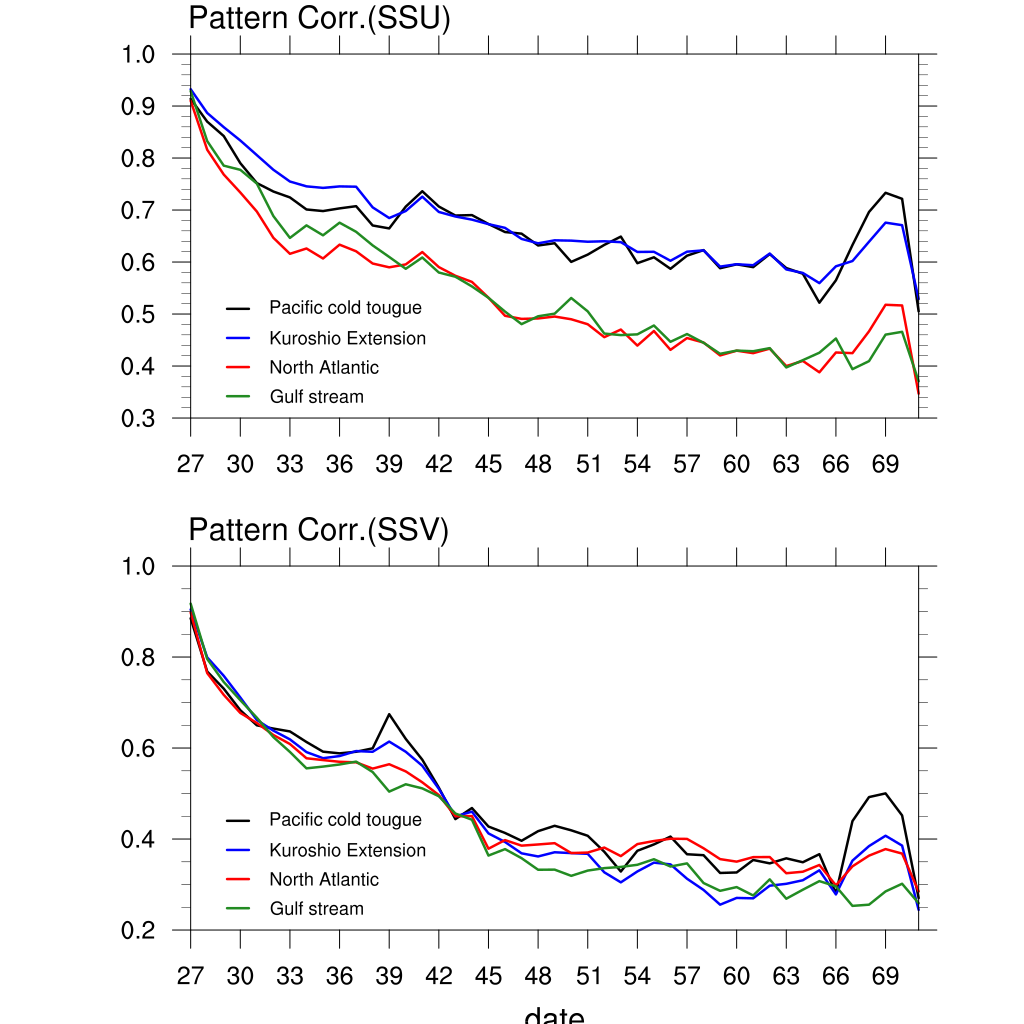 Pattern Corr.(SSU)
1.0
0.9
0.8
0.7
0.6
0.5
0.4
0.3
Pacific cold tougue
Kuroshio Extension
North Atlantic
Gulf stream
27 30 33 36 39 42 45 48 51 54 57 60 63 66 69
Pattern Corr.(SSV)
1.0
0.8
0.6
0.4
0.2
Pacific cold tougue
Kuroshio Extension
North Atlantic
Gulf stream
27 30 33 36 39 42 45 48 51 54 57 60 63 66 69
date